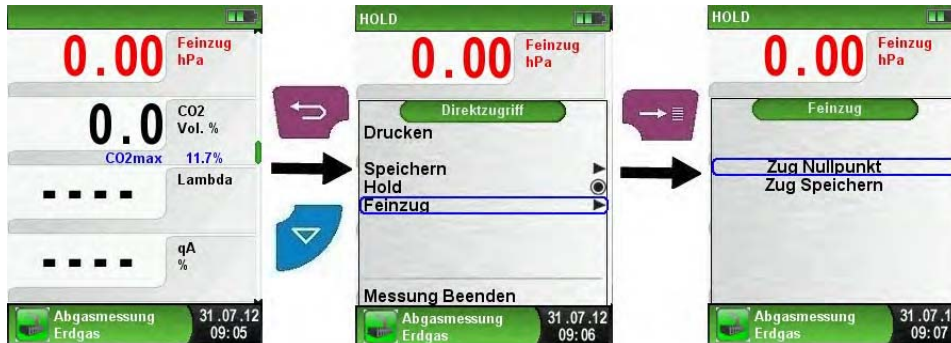 0.00 Feinzug
hPa
0.0 CO2
Vol. %
CO2max 11.7%
- - - - Lambda
- - - - qA
%
Abgasmessung 31.07.12
Erdgas 09:05
HOLD
0.00 Feinzug
hPa
Direktzugriff
Drucken
Speichern
Hold
Feinzug
Messung Beenden
Abgasmessung 31.07.12
Erdgas 09:06
HOLD
0.00 Feinzug
hPa
Feinzug
Zug Nullpunkt
Zug Speichern
Abgasmessung 31.07.1
Erdgas 09:07